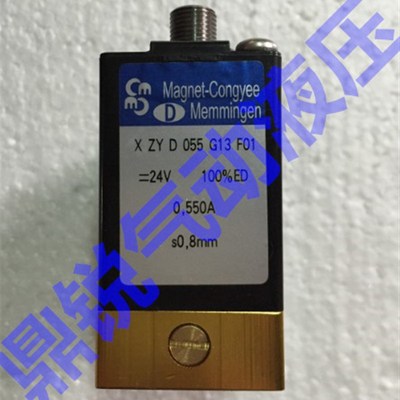 Magnet-Congyee
D Memmingen
X ZY D 055 G13 F01
=24V 100%ED
0,550A
s0,8mm
鼎锐气动液压